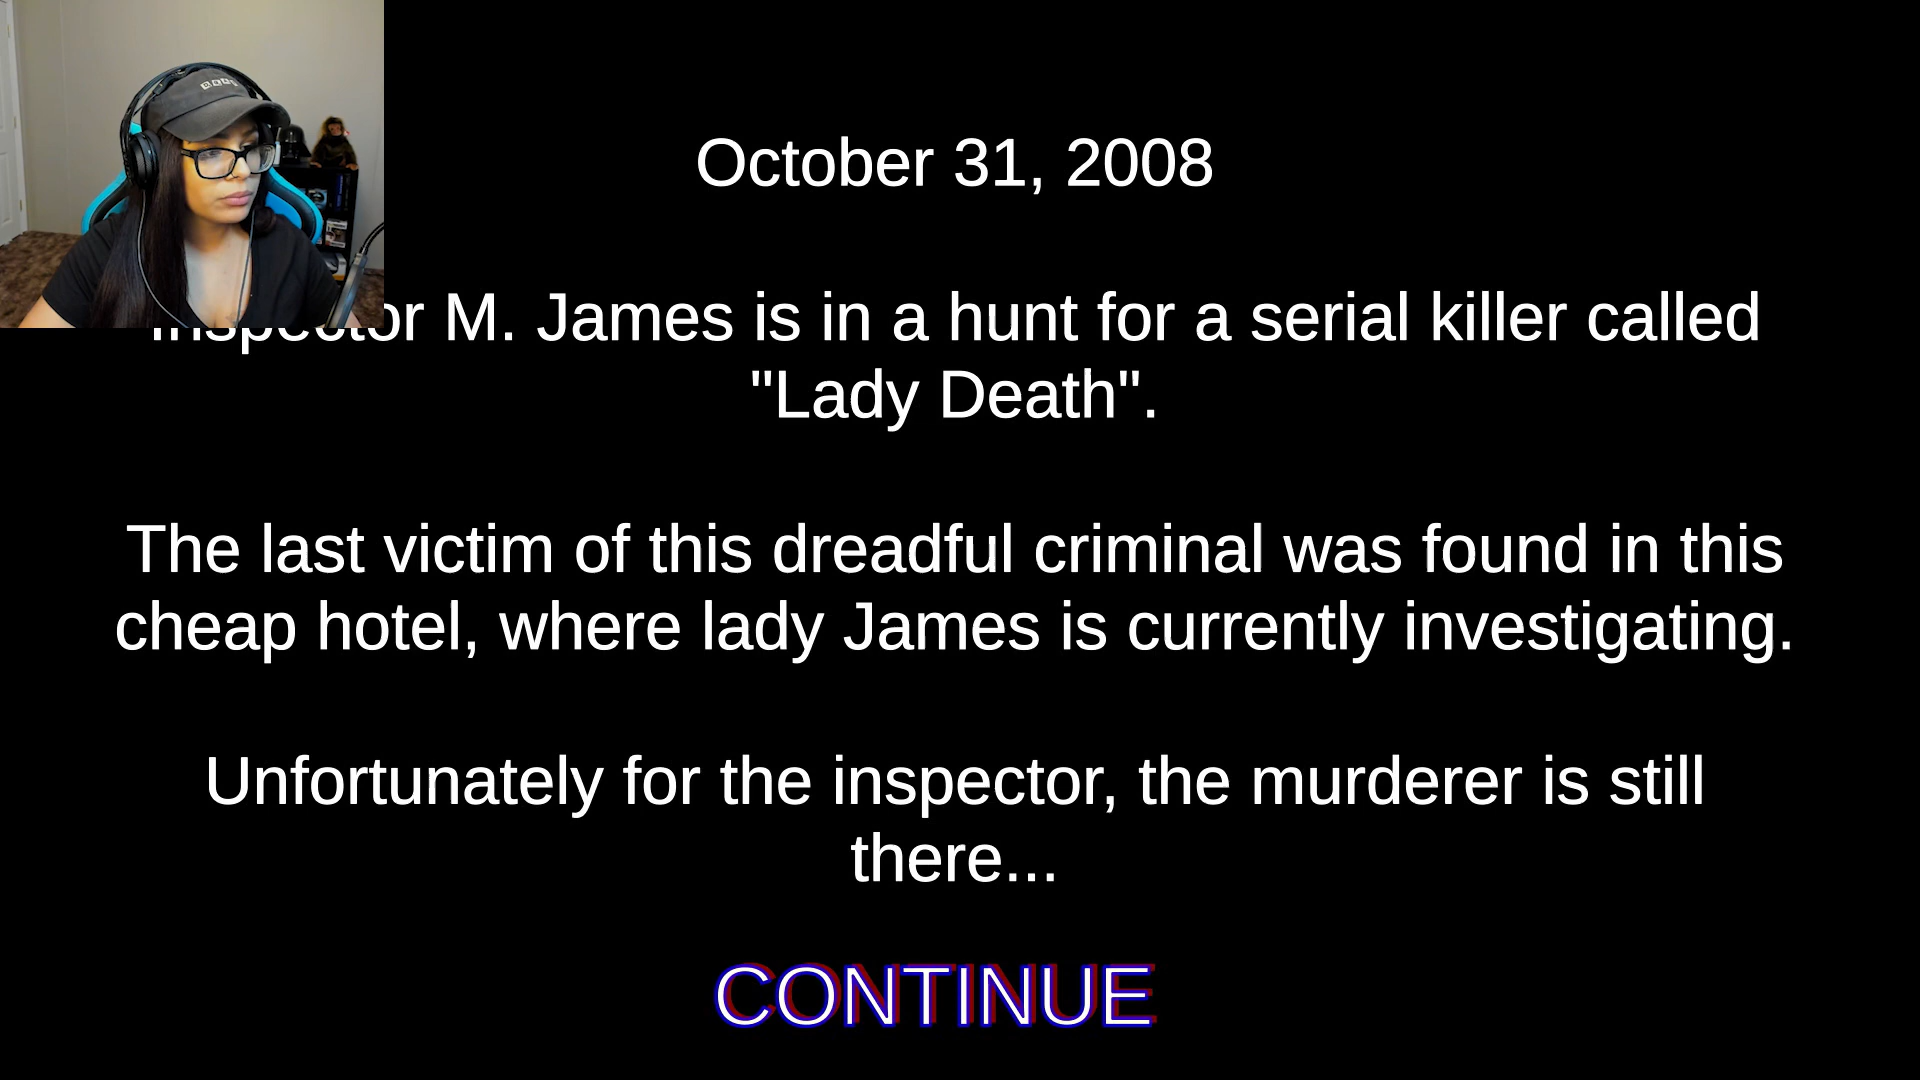 October 31, 2008
Inspector M. James is in a hunt for a serial killer called
"Lady Death".
The last victim of this dreadful criminal was found in this
cheap hotel, where lady James is currently investigating.
Unfortunately for the inspector, the murderer is still
there...
CONTINUE